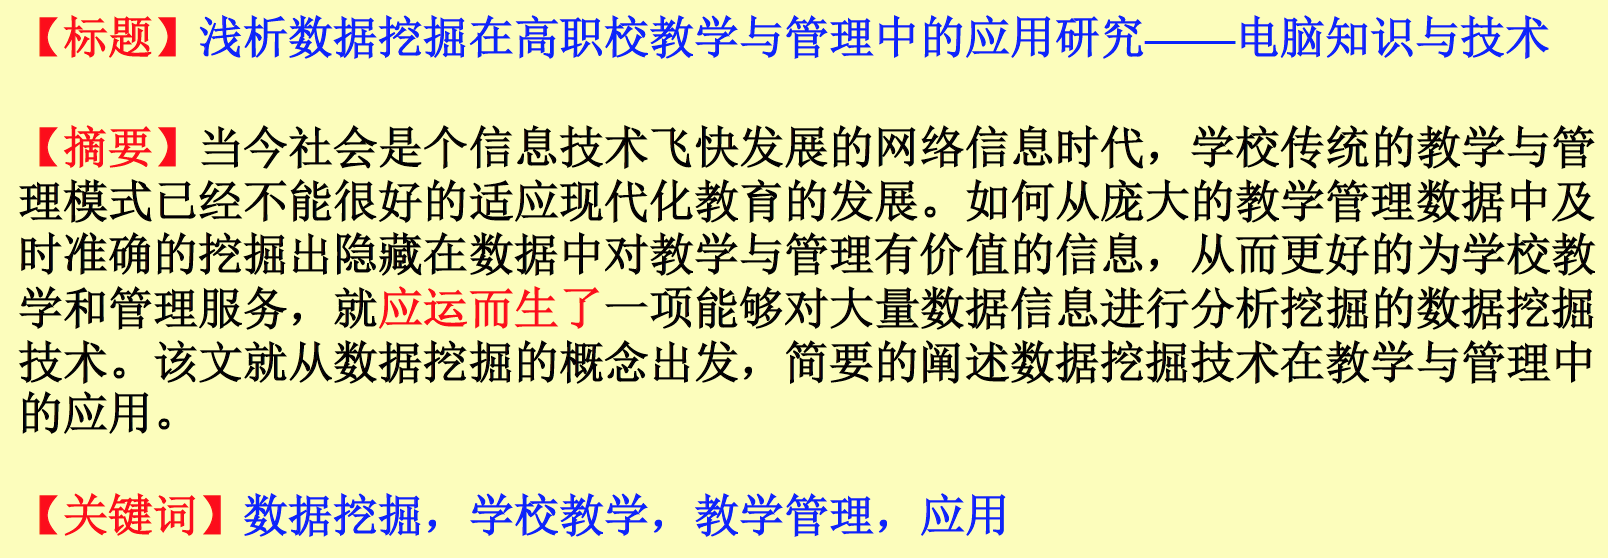 【标题】浅析数据挖掘在高职校教学与管理中的应用研究——电脑知识与技术
【摘要】当今社会是个信息技术飞快发展的网络信息时代，学校传统的教学与管
理模式已经不能很好的适应现代化教育的发展。如何从庞大的教学管理数据中及
时准确的挖掘出隐藏在数据中对教学与管理有价值的信息，从而更好的为学校教
学和管理服务，就应运而生了一项能够对大量数据信息进行分析挖掘的数据挖掘
技术。该文就从数据挖掘的概念出发，简要的阐述数据挖掘技术在教学与管理中
的应用。
【关键词】数据挖掘，学校教学，教学管理，应用